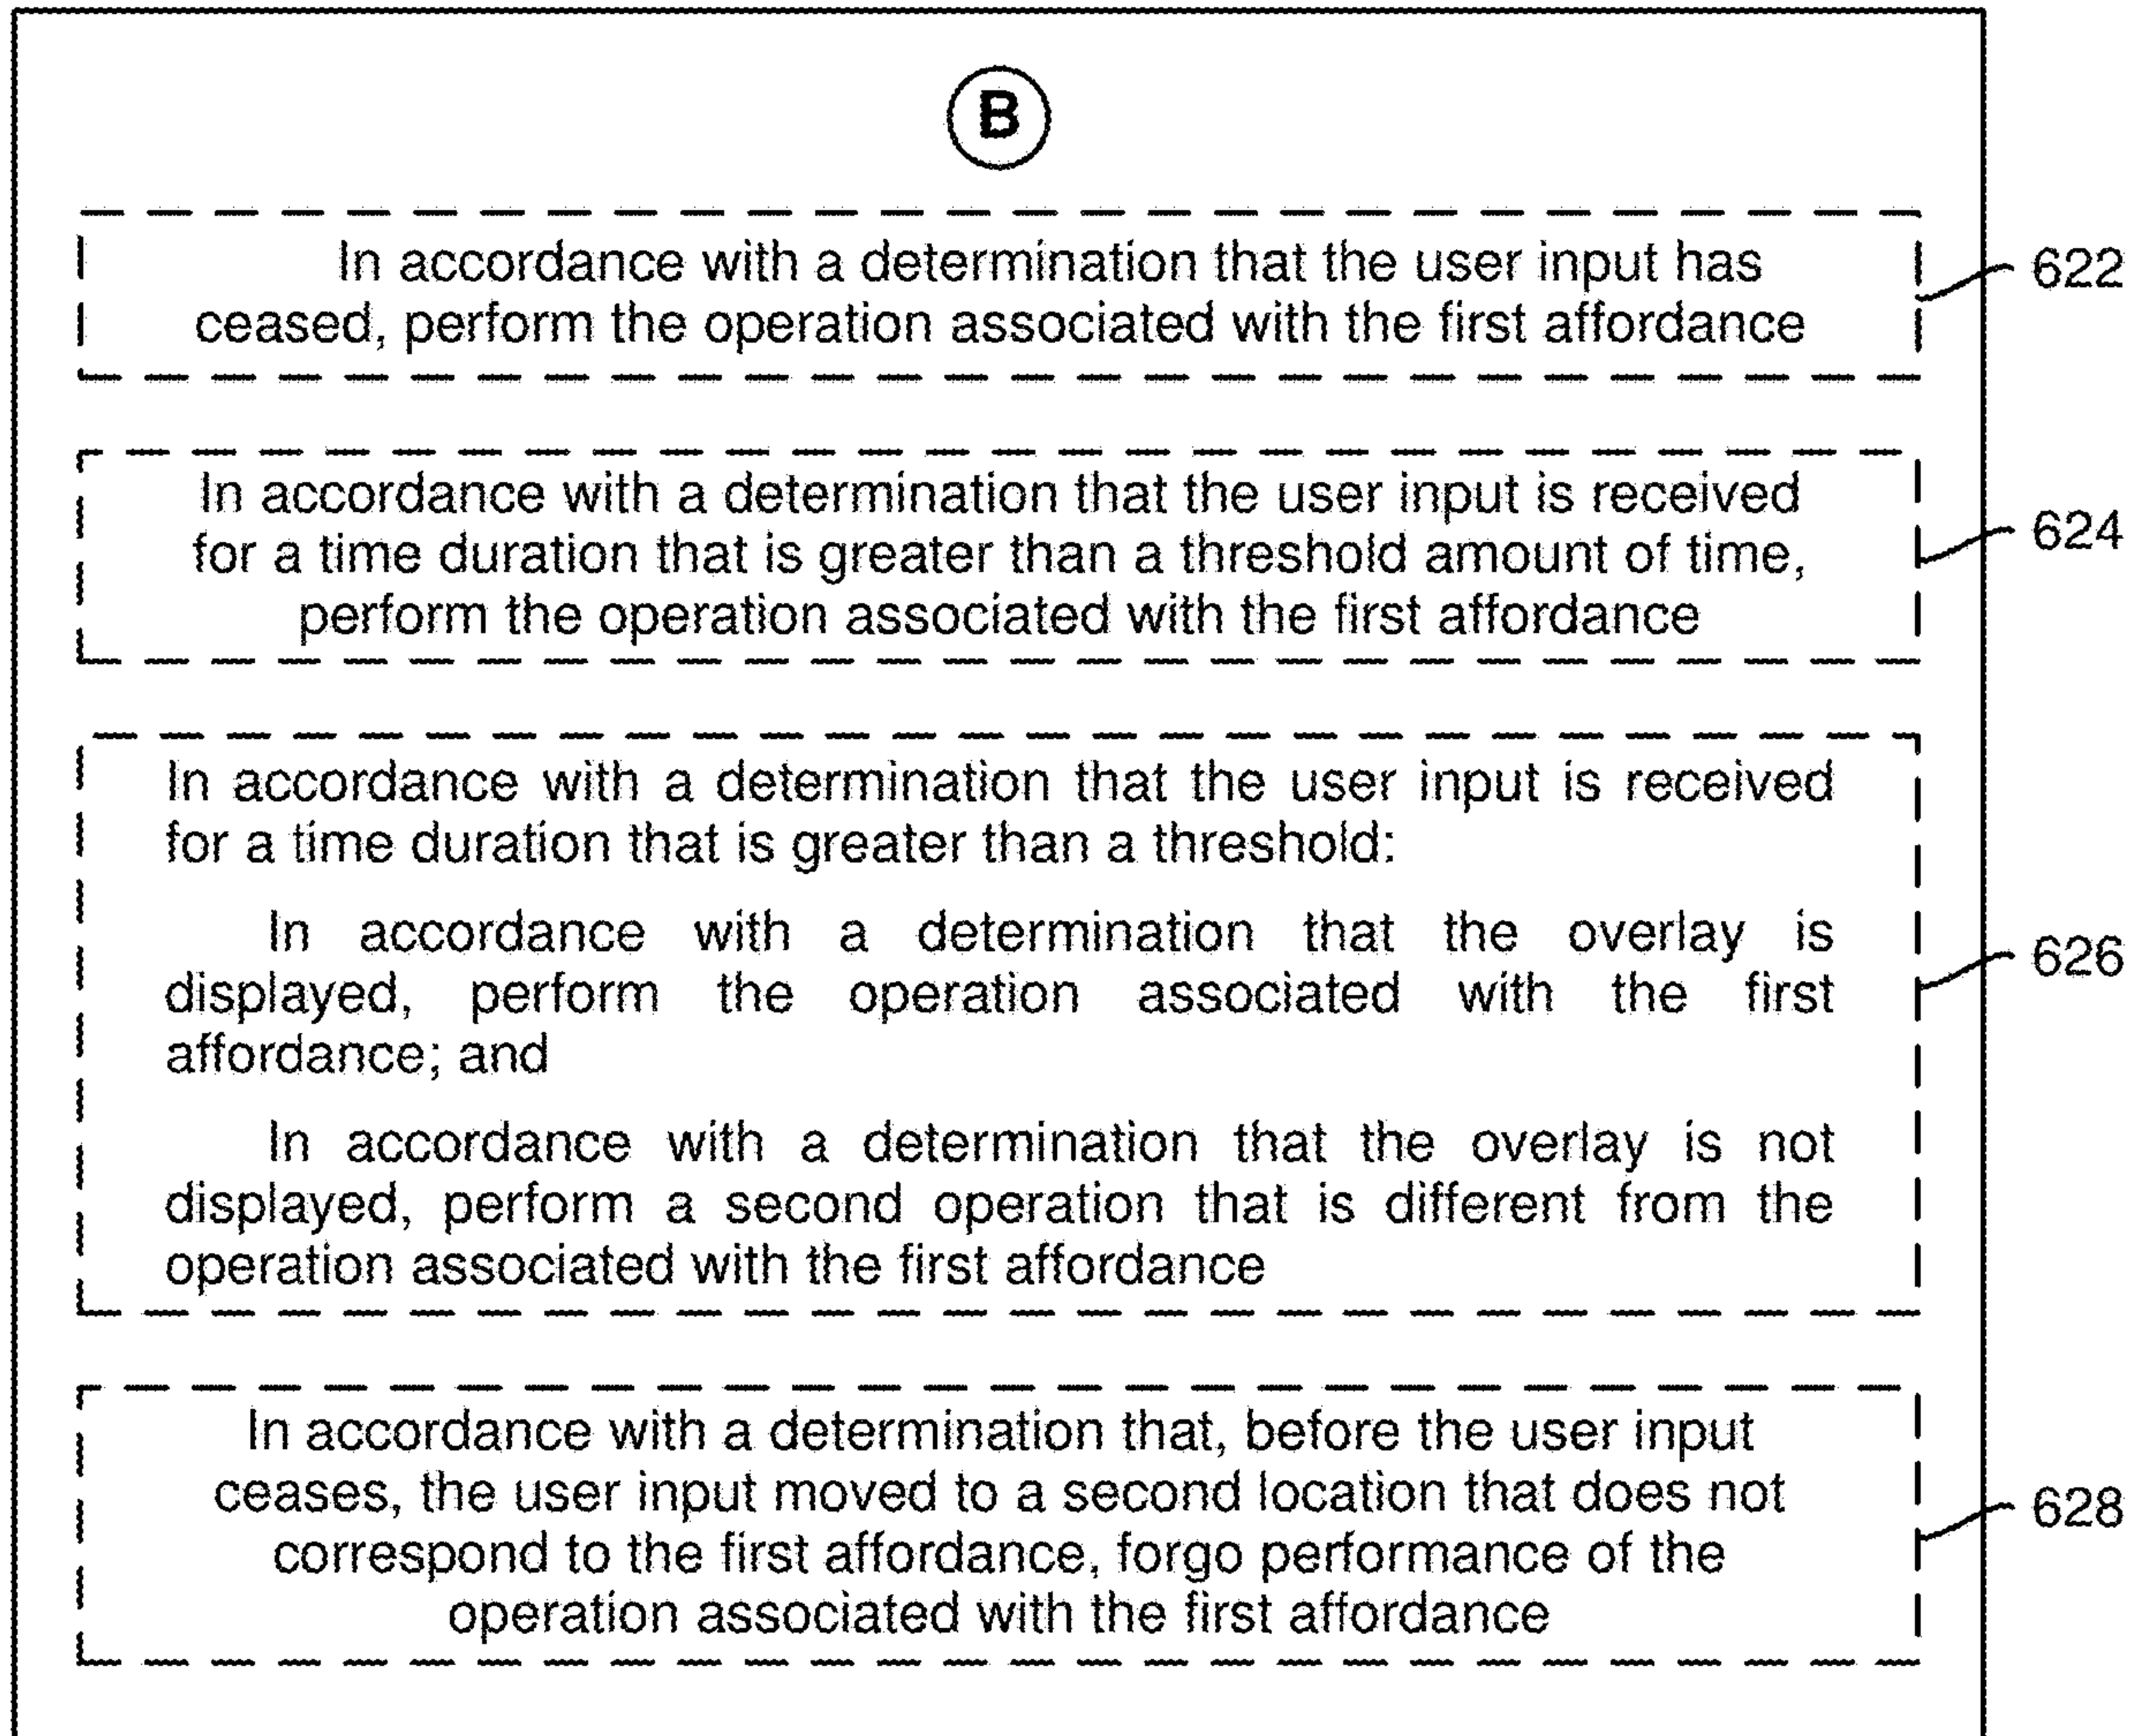 B
In accordance with a determination that the user input has
ceased, perform the operation associated with the first affordance
622
In accordance with a determination that the user input is received
for a time duration that is greater than a threshold amount of time,
perform the operation associated with the first affordance
624
In accordance with a determination that the user input is received
for a time duration that is greater than a threshold:
In accordance with a determination that the overlay is
displayed, perform the operation associated with the first
affordance; and
In accordance with a determination that the overlay is not
displayed, perform a second operation that is different from the
operation associated with the first affordance
626
In accordance with a determination that, before the user input
ceases, the user input moved to a second location that does not
correspond to the first affordance, forgo performance of the
operation associated with the first affordance
628